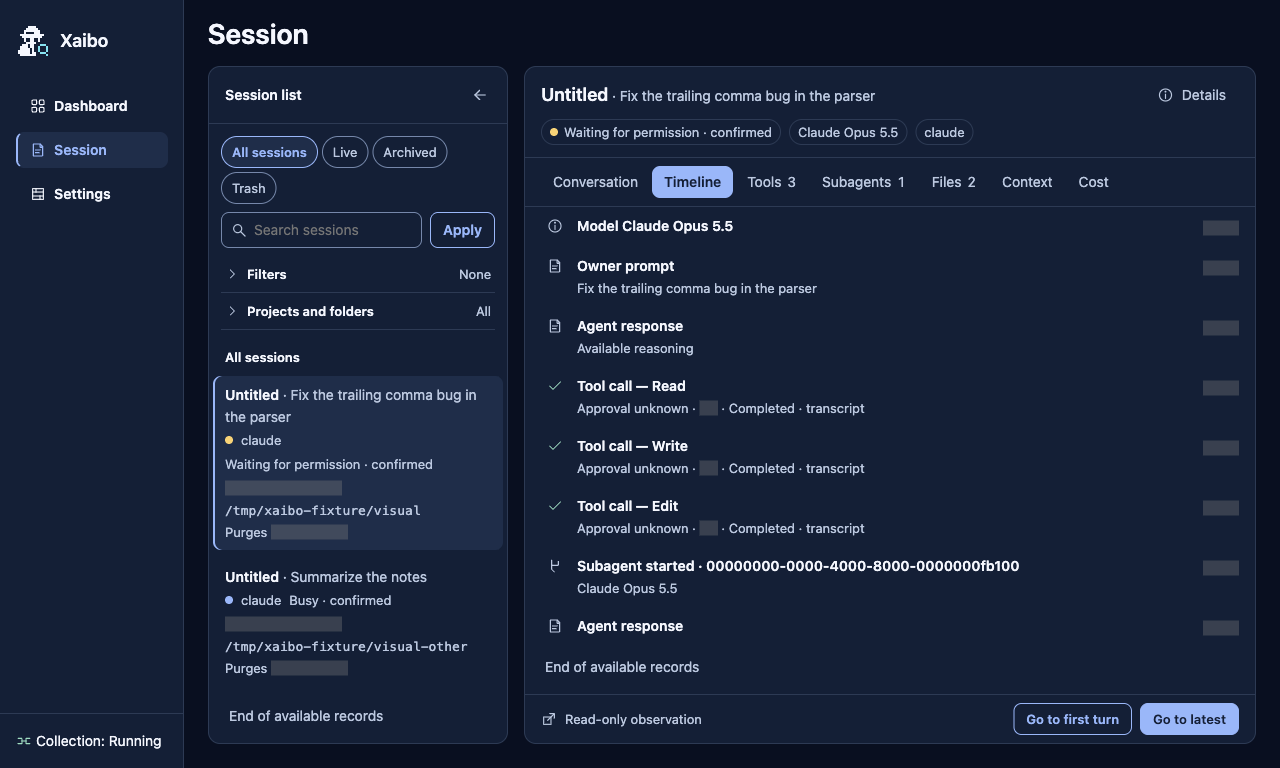 Xaibo
Dashboard
Session
Settings
Collection: Running
Session
Session list
All sessions
Live
Archived
Trash
Search sessions
Apply
Filters
None
Projects and folders
All
All sessions
Untitled · Fix the trailing comma bug in
the parser
claude
Waiting for permission · confirmed
/tmp/xaibo-fixture/visual
Purges
Untitled · Summarize the notes
claude Busy · confirmed
/tmp/xaibo-fixture/visual-other
Purges
End of available records
Untitled · Fix the trailing comma bug in the parser
Details
Waiting for permission · confirmed
Claude Opus 5.5
claude
Conversation
Timeline
Tools 3
Subagents 1
Files 2
Context
Cost
Model Claude Opus 5.5
Owner prompt
Fix the trailing comma bug in the parser
Agent response
Available reasoning
Tool call — Read
Approval unknown · · Completed · transcript
Tool call — Write
Approval unknown · · Completed · transcript
Tool call — Edit
Approval unknown · · Completed · transcript
Subagent started · 00000000-0000-4000-8000-0000000fb100
Claude Opus 5.5
Agent response
End of available records
Read-only observation
Go to first turn
Go to latest